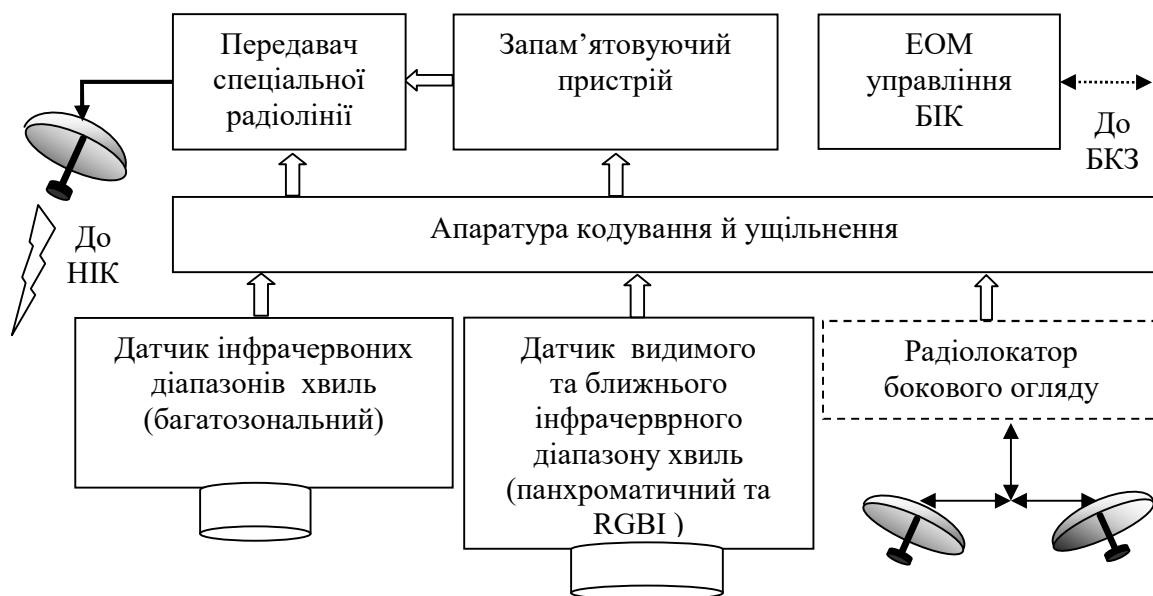 Передавач
спеціальної
радіолінії
Запам’ятовуючий
пристрій
ЕОМ
управління
БІК
До
БКЗ
До
НІК
Апаратура кодування й ущільнення
Датчик інфрачервоних
діапазонів хвиль
(багатозональний)
Датчик видимого
та ближнього
інфрачерврного
діапазону хвиль
(панхроматичний та
RGBI )
Радіолокатор
бокового огляду